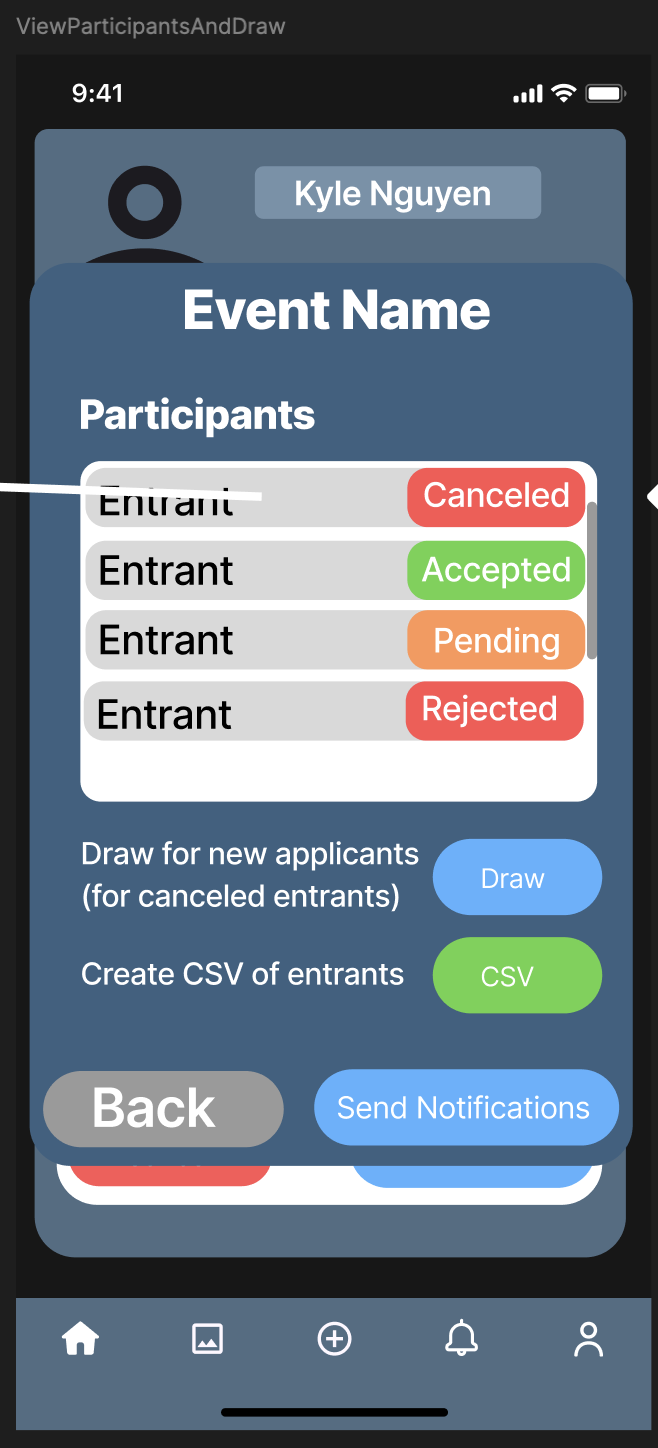 ViewParticipantsAndDraw
9:41
Kyle Nguyen
Event Name
Participants
Entrant Canceled
Entrant Accepted
Entrant Pending
Entrant Rejected
Draw for new applicants
(for canceled entrants)
Draw
Create CSV of entrants
CSV
Back
Send Notifications